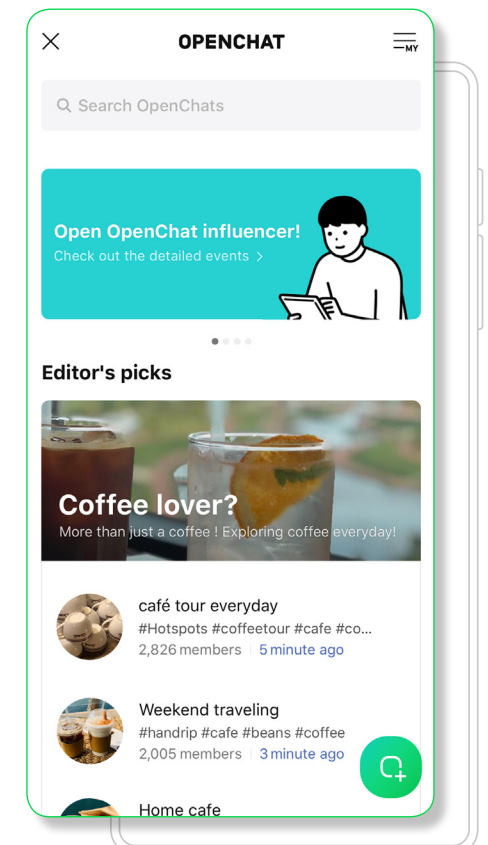 OPENCHAT
MY
Search OpenChats
Open OpenChat influencer!
Check out the detailed events >
Editor's picks
Coffee lover?
More than just a coffee ! Exploring coffee everyday!
café tour everyday
#Hotspots #coffeetour #cafe #co...
2,826 members | 5 minute ago
Weekend traveling
#handrip #cafe #beans #coffee
2,005 members | 3 minute ago
Home cafe